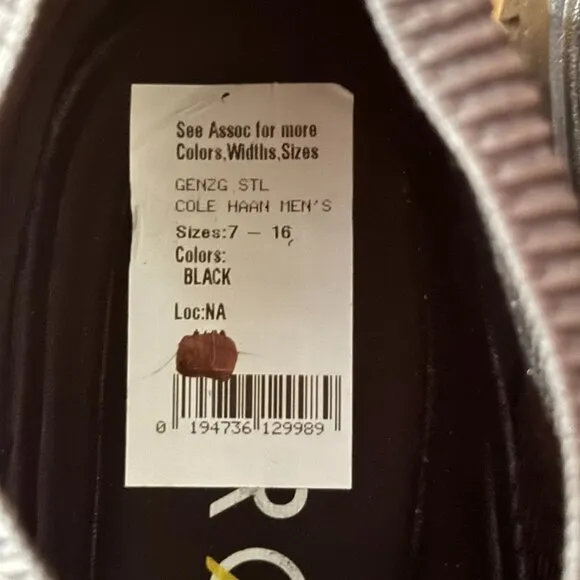 See Assoc for more
Colors,Widths,Sizes
GENZG STL
COLE HAAN MEN'S
Sizes:7 – 16
Colors:
BLACK
Loc:NA
0 194736 129989
R